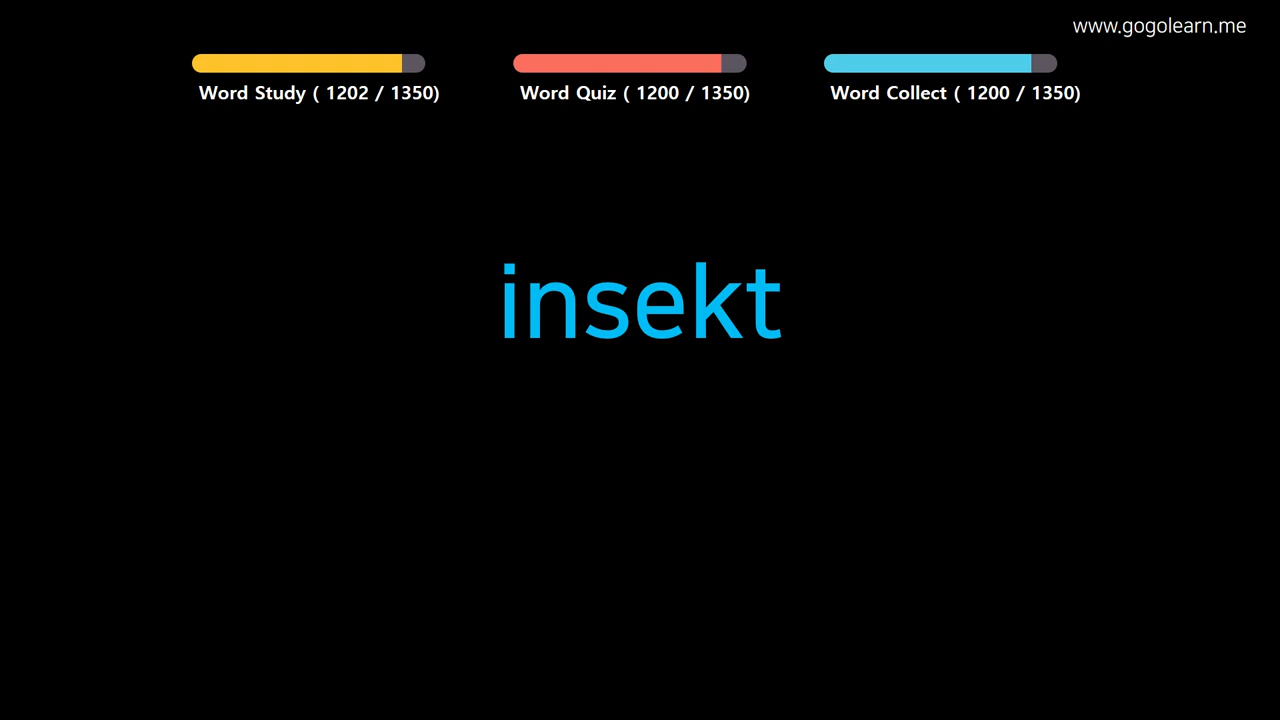 www.gogolearn.me
Word Study ( 1202 / 1350)
Word Quiz ( 1200 / 1350)
Word Collect ( 1200 / 1350)
insekt